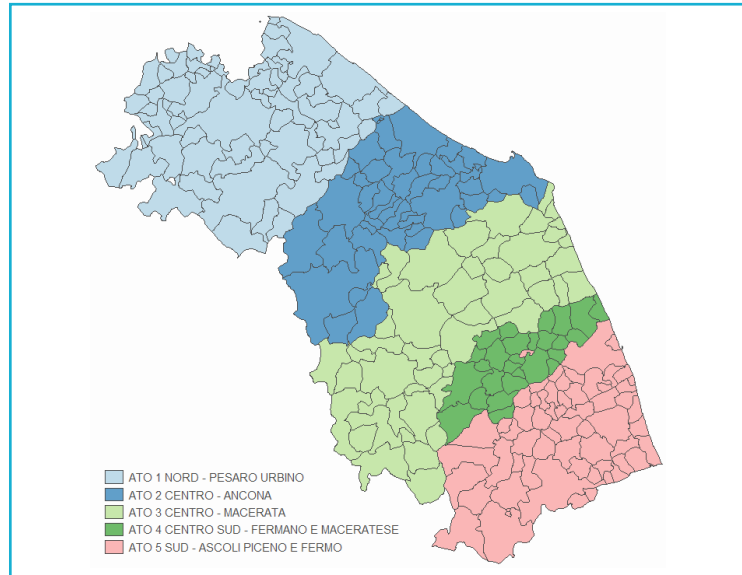 ATO 1 NORD - PESARO URBINO
ATO 2 CENTRO - ANCONA
ATO 3 CENTRO - MACERATA
ATO 4 CENTRO SUD - FERMANO E MACERATESE
ATO 5 SUD - ASCOLI PICENO E FERMO